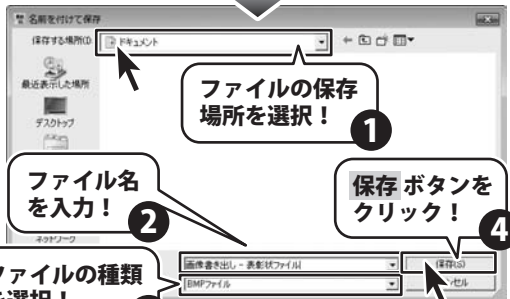 名前を付けて保存
保存する場所(I):
ドキュメント
最近表示した場所
ファイルの保存
場所を選択！
1
デスクトップ
ファイル名
を入力！
2
保存 ボタンを
クリック！
4
ネットワーク
画像書き出し - 表彰状ファイル
保存(S)
ファイルの種類
を選択！
BMPファイル